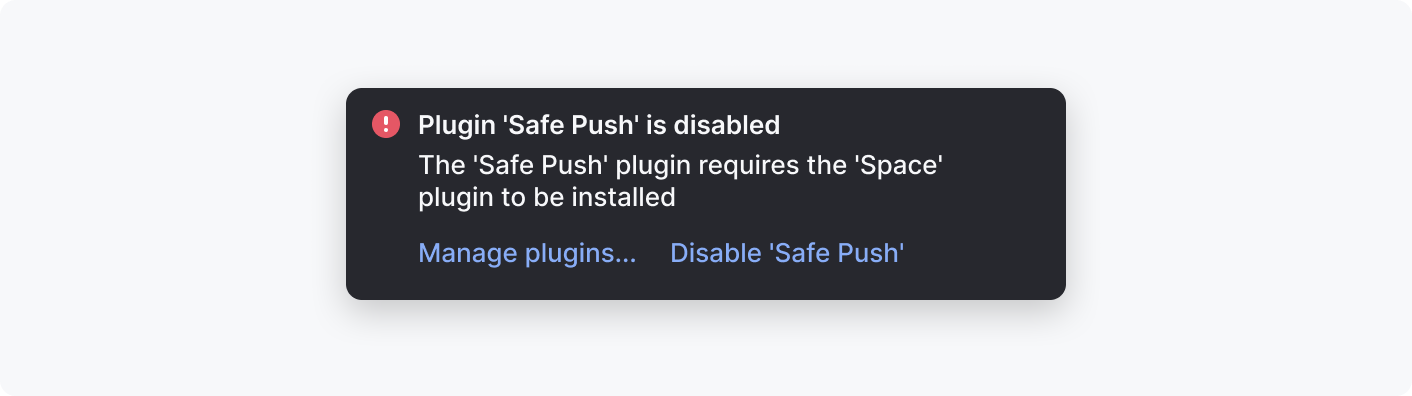 Plugin 'Safe Push' is disabled
The 'Safe Push' plugin requires the 'Space'
plugin to be installed
Manage plugins... Disable 'Safe Push'